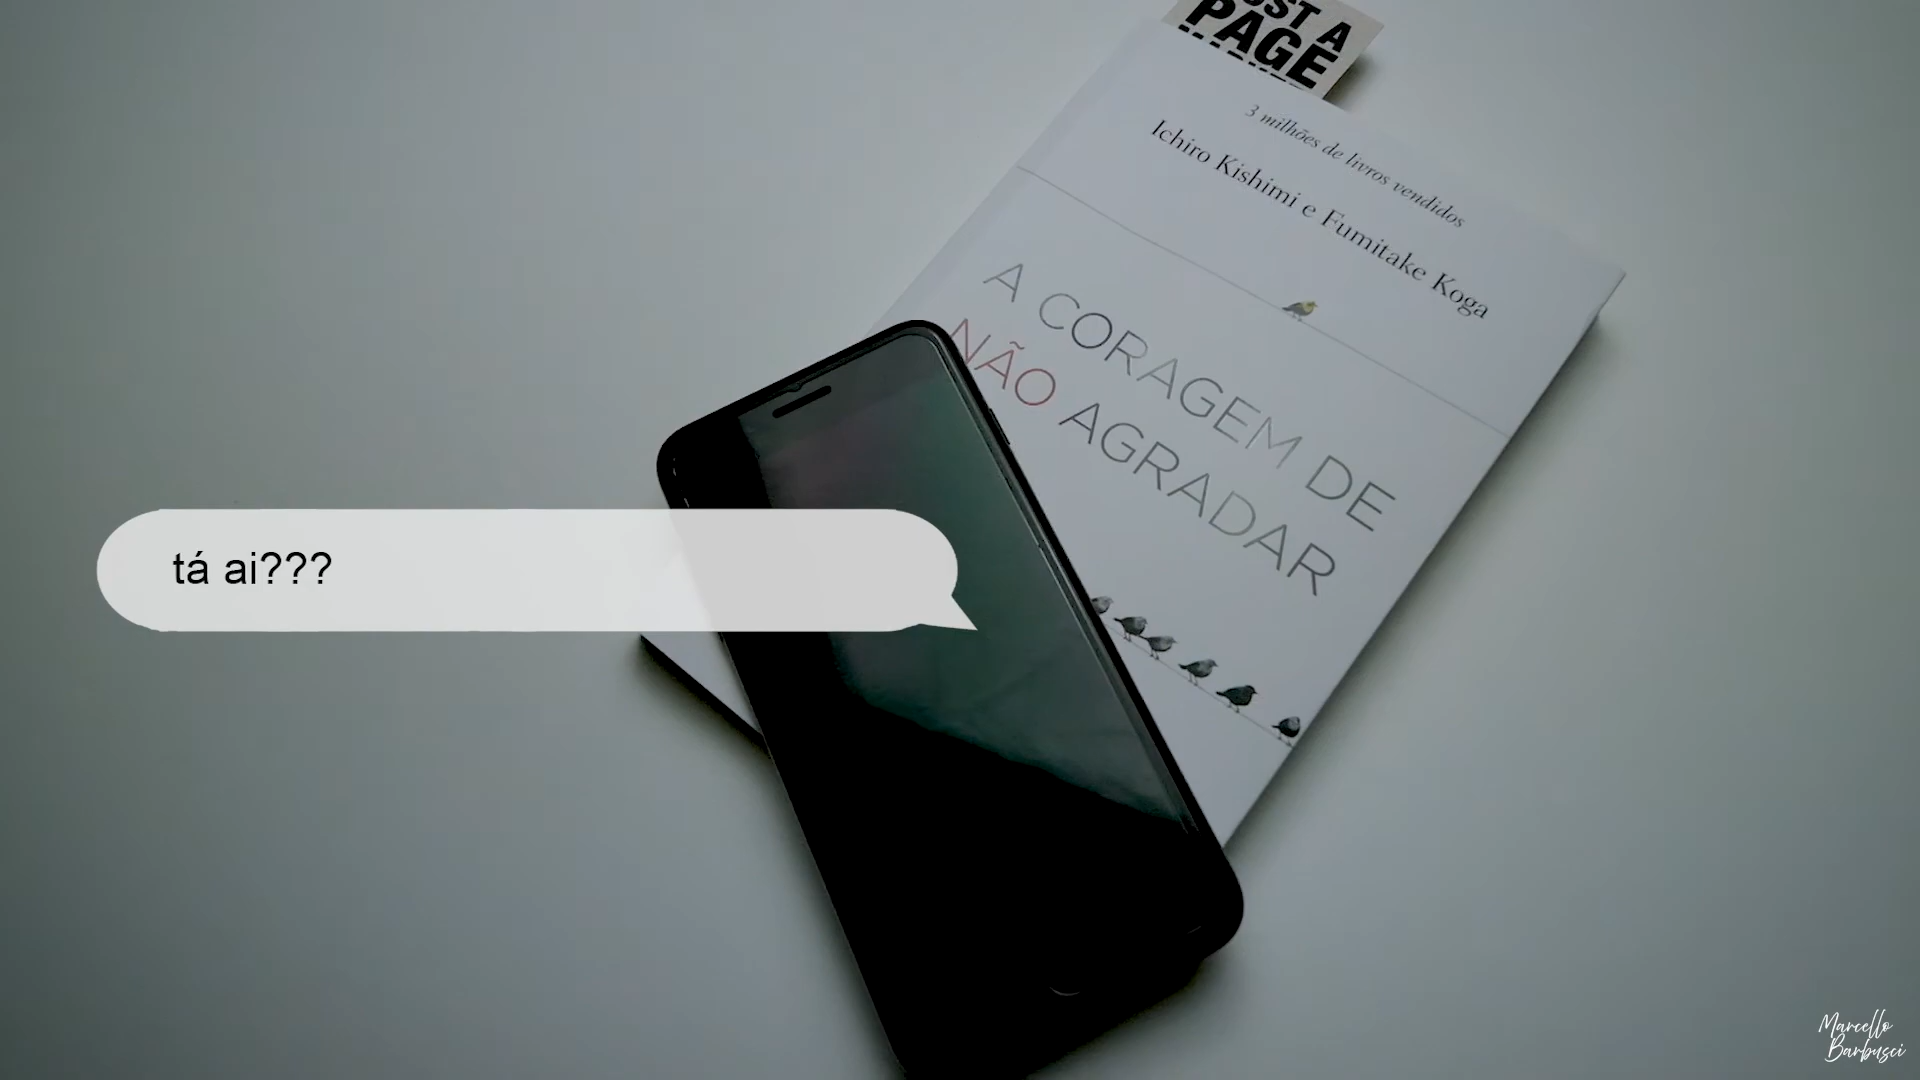 PAGE
3 milhões de livros vendidos
Ichiro Kishimi e Fumitake Koga
A CORAGEM DE
NÃO AGRADAR
tá ai???
Marcello
Barbusci